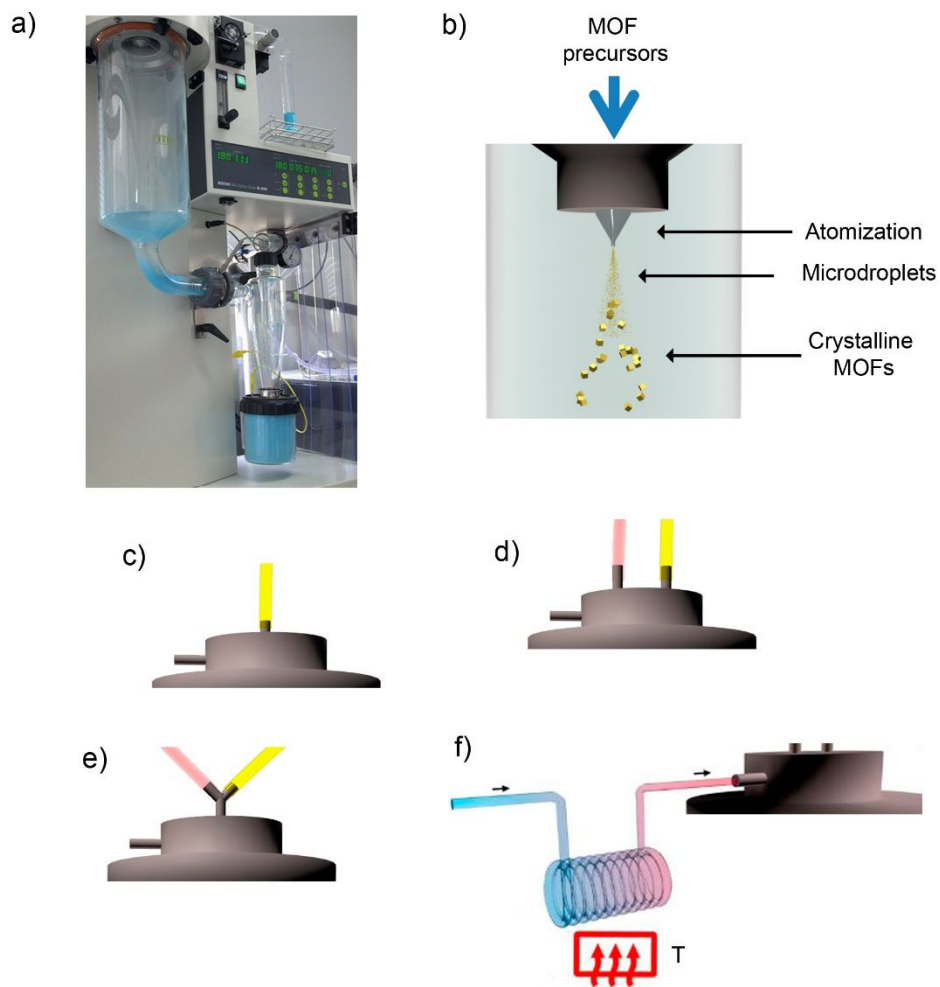 a)
b)
MOF
precursors
Atomization
Microdroplets
Crystalline
MOFs
c)
d)
e)
f)
T